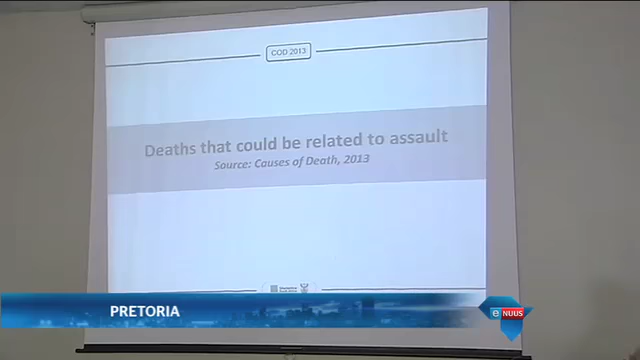 COD 2013
Deaths that could be related to assault
Source: Causes of Death, 2013
PRETORIA
e NUUS